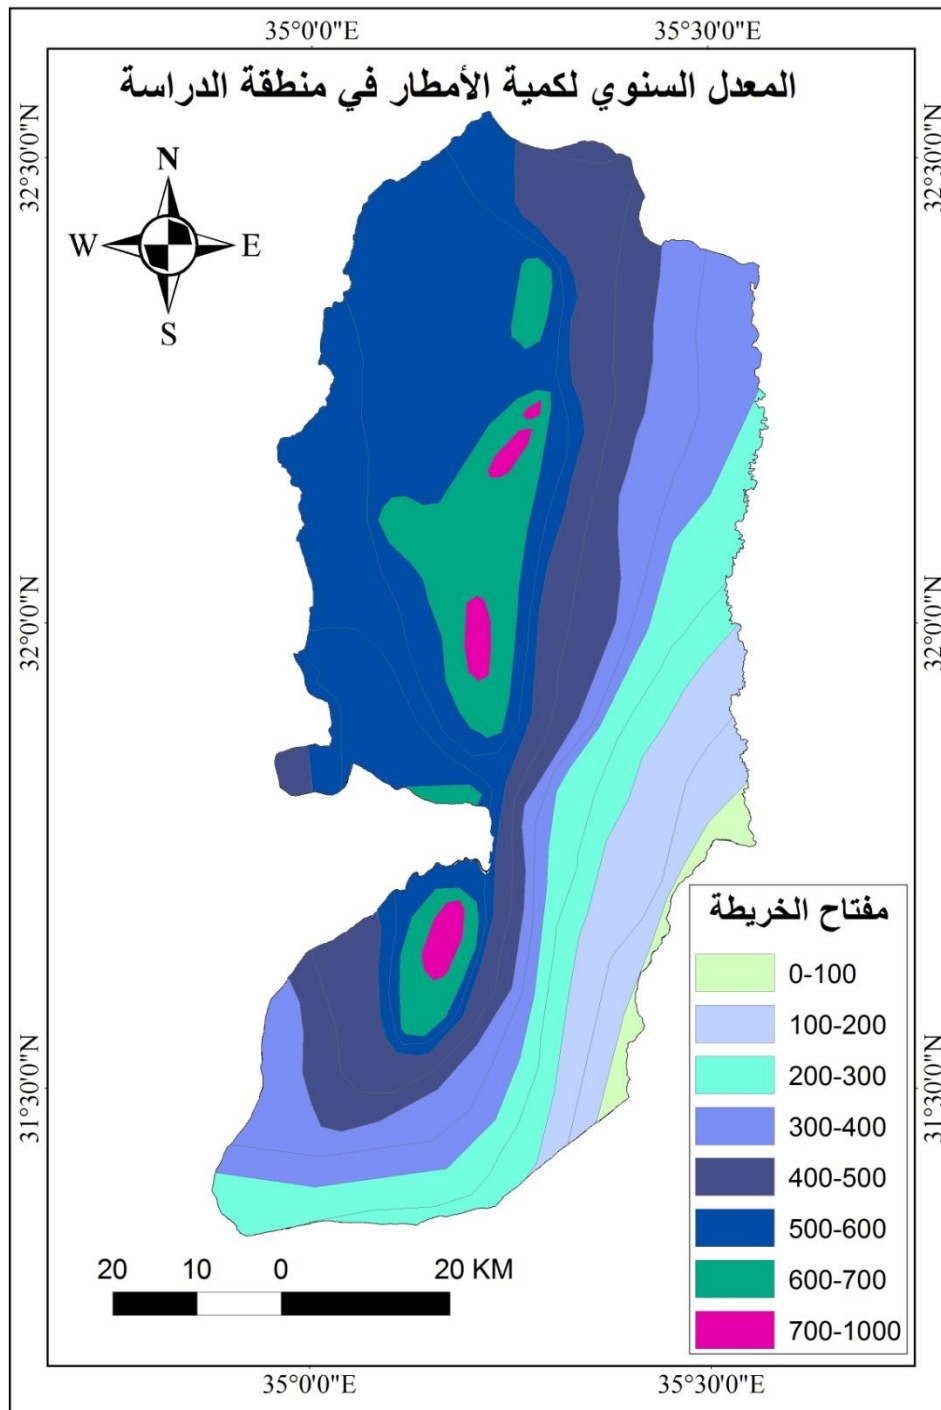 35°0'0"E 35°30'0"E
المعدل السنوي لكمية الأمطار في منطقة الدراسة
32°30'0"N 32°30'0"N
N
W E
S
32°0'0"N 32°0'0"N
مفتاح الخريطة
0-100
100-200
200-300
31°30'0"N 31°30'0"N
300-400
400-500
500-600
600-700
700-1000
20 10 0 20 KM
35°0'0"E 35°30'0"E